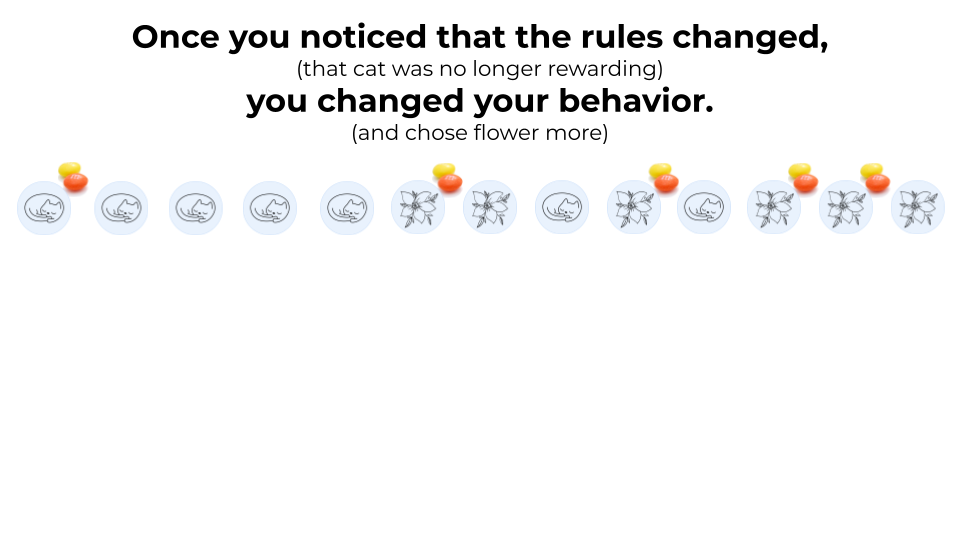 Once you noticed that the rules changed,
(that cat was no longer rewarding)
you changed your behavior.
(and chose flower more)